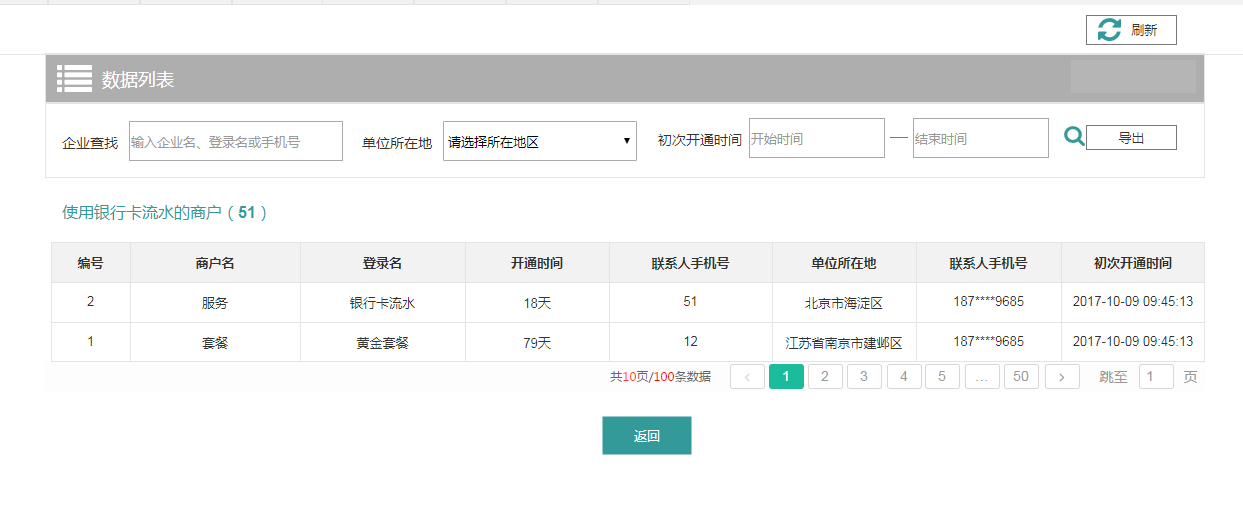 刷新
数据列表
企业查找 输入企业名、登录名或手机号 单位所在地 请选择所在地区 初次开通时间 开始时间 — 结束时间 导出
使用银行卡流水的商户（51）
编号 商户名 登录名 开通时间 联系人手机号 单位所在地 联系人手机号 初次开通时间
2 服务 银行卡流水 18天 51 北京市海淀区 187****9685 2017-10-09 09:45:13
1 套餐 黄金套餐 79天 12 江苏省南京市建邺区 187****9685 2017-10-09 09:45:13
共10页/100条数据 < 1 2 3 4 5 ... 50 > 跳至 1 页
返回